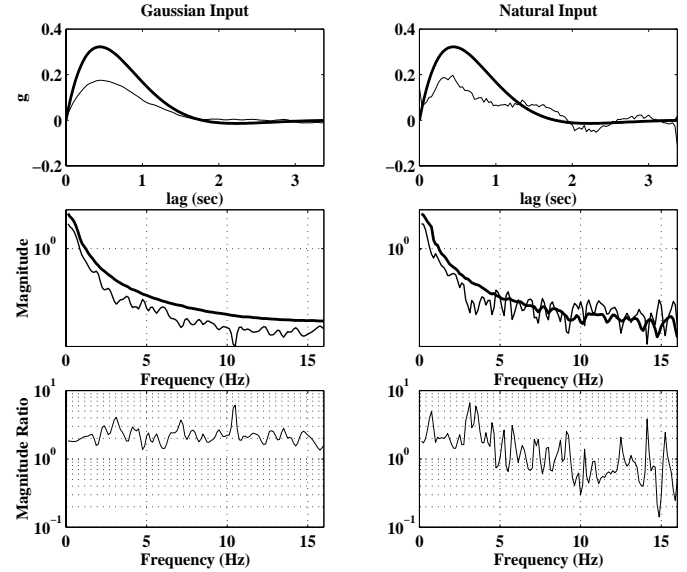 Gaussian Input
Natural Input
g
0.4
0.2
0
−0.2
0 1 2 3
lag (sec)
0.4
0.2
0
−0.2
0 1 2 3
lag (sec)
Magnitude
10^0
0 5 10 15
Frequency (Hz)
10^0
0 5 10 15
Frequency (Hz)
Magnitude Ratio
10^1
10^0
10^−1
0 5 10 15
Frequency (Hz)
10^1
10^0
10^−1
0 5 10 15
Frequency (Hz)